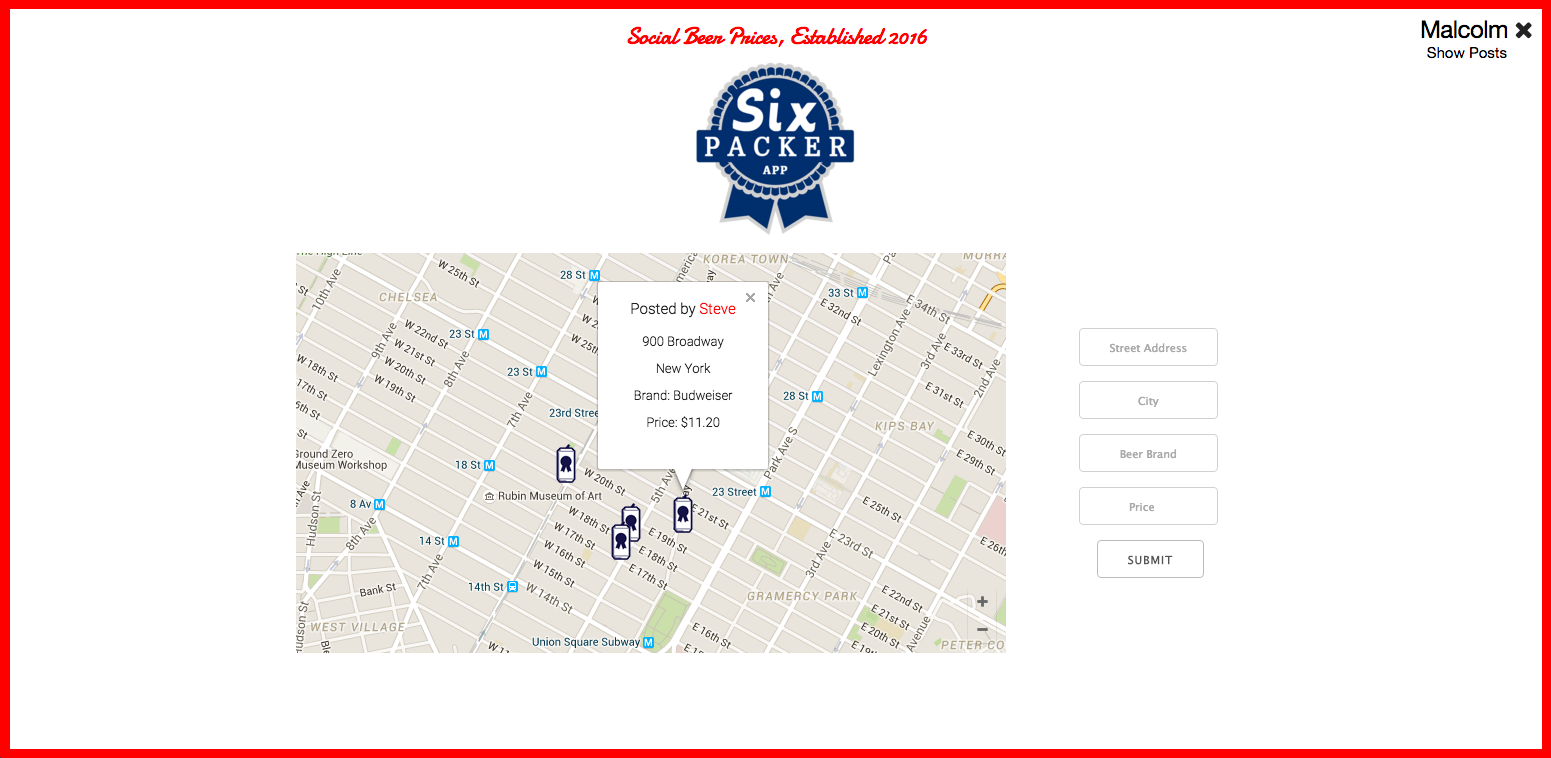 Social Beer Prices, Established 2016
Malcolm ✖
Show Posts
Six
PACKER
APP
KOREA TOWN
W 25th St
28 St M
10th Ave
CHELSEA
33 St M
E 34th St
E 32nd St
W 22nd St
W 21st St
W 20th St
W 19th St
9th Ave
23 St M
8th Ave
23 St M
7th Ave
23rd Stree
W 18th St
17th St
Lexington Ave
3rd Ave
E 33rd St
2nd Ave
E 31st St
E 30th St
E 29th St
28 St M
KIPS BAY
Park Ave S
×
Posted by Steve
900 Broadway
New York
Brand: Budweiser
Price: $11.20
Ground Zero
Museum Workshop
18 St M
Rubin Museum of Art
W 20th St
5th Ave
23 Street M
E 21st St
8 Av M
Hudson St
8th Ave
W 18th St
W 17th St
W 16th St
W 15th St
W 14th St
E 19th St
E 18th St
E 17th St
E 23rd St
3rd Ave
14 St M
7th Ave
14th St
Bank St
WEST VILLAGE
GRAMERCY PARK
E 22nd St
E 21st St
E 20th St
Union Square Subway M
E 16th St
E 15
PETER CO
+
−
Street Address
City
Beer Brand
Price
SUBMIT